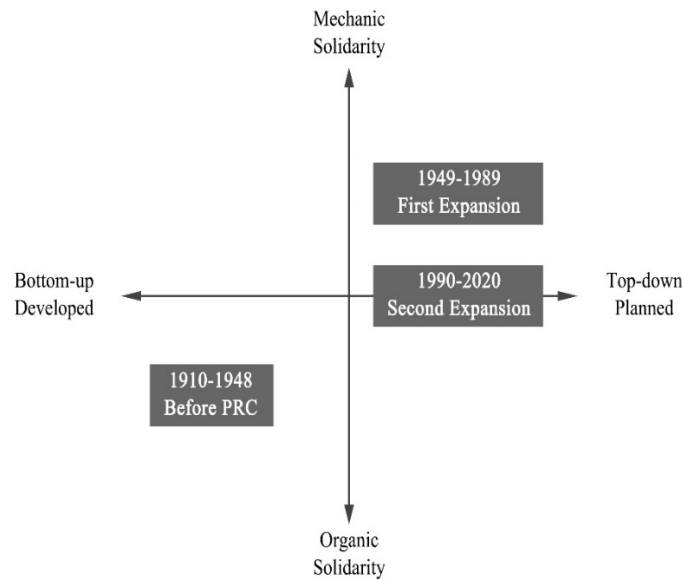 Mechanic
Solidarity
1949-1989
First Expansion
Bottom-up
Developed
1990-2020
Second Expansion
Top-down
Planned
1910-1948
Before PRC
Organic
Solidarity